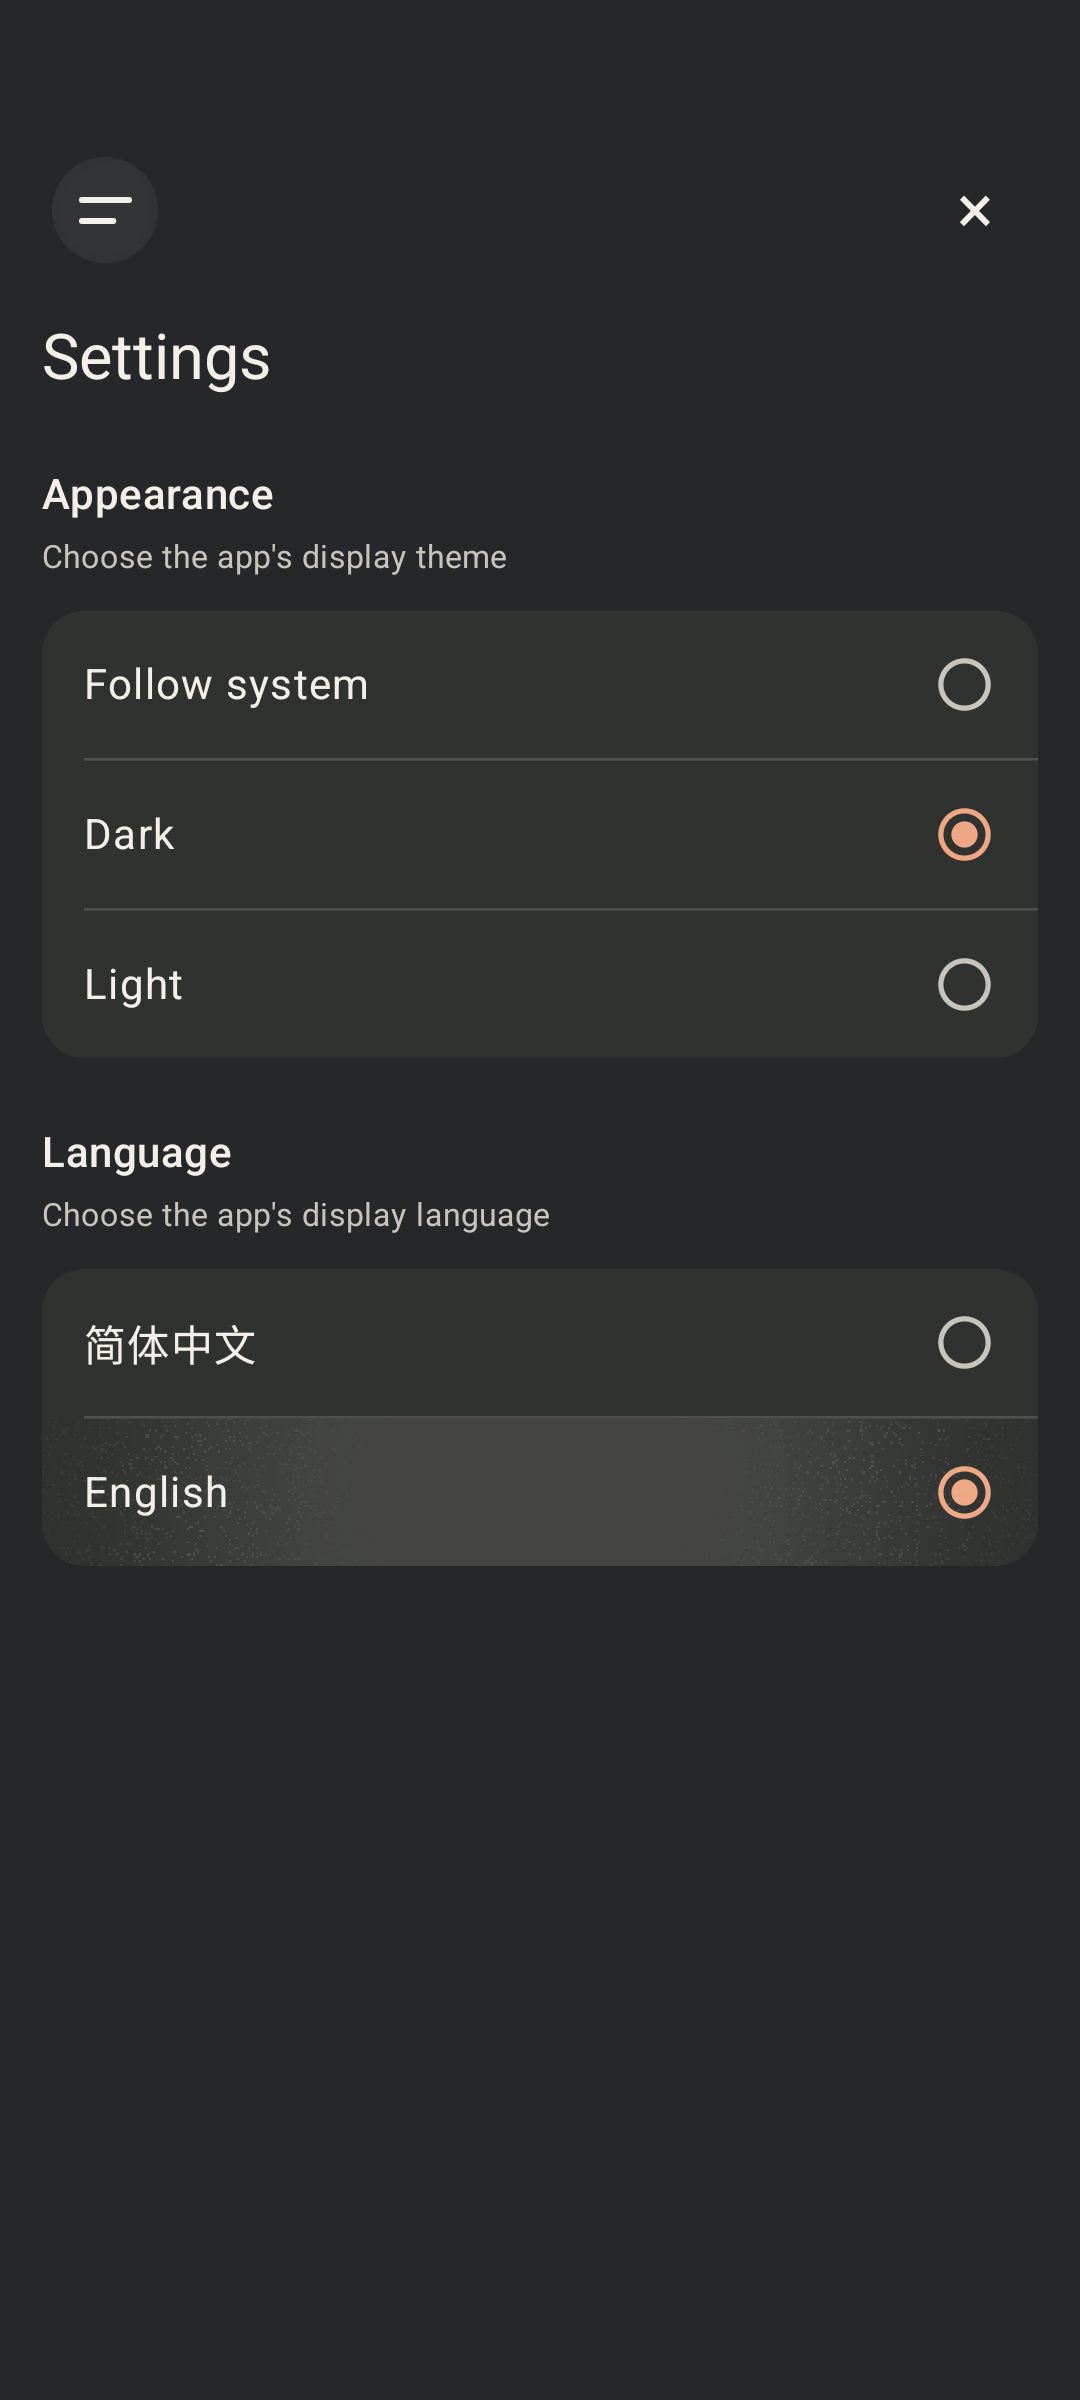 Settings
Appearance
Choose the app's display theme
Follow system
Dark
Light
Language
Choose the app's display language
简体中文
English